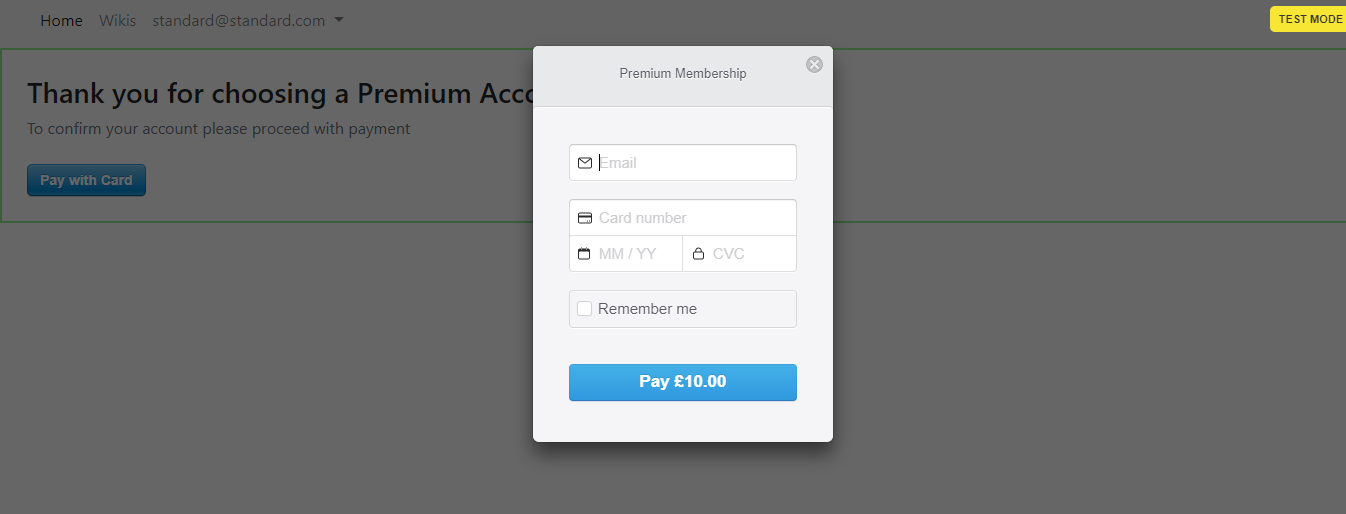 Home Wikis standard@standard.com
TEST MODE
Thank you for choosing a Premium Acco
To confirm your account please proceed with payment
Pay with Card
Premium Membership
Email
Card number
MM / YY CVC
Remember me
Pay £10.00